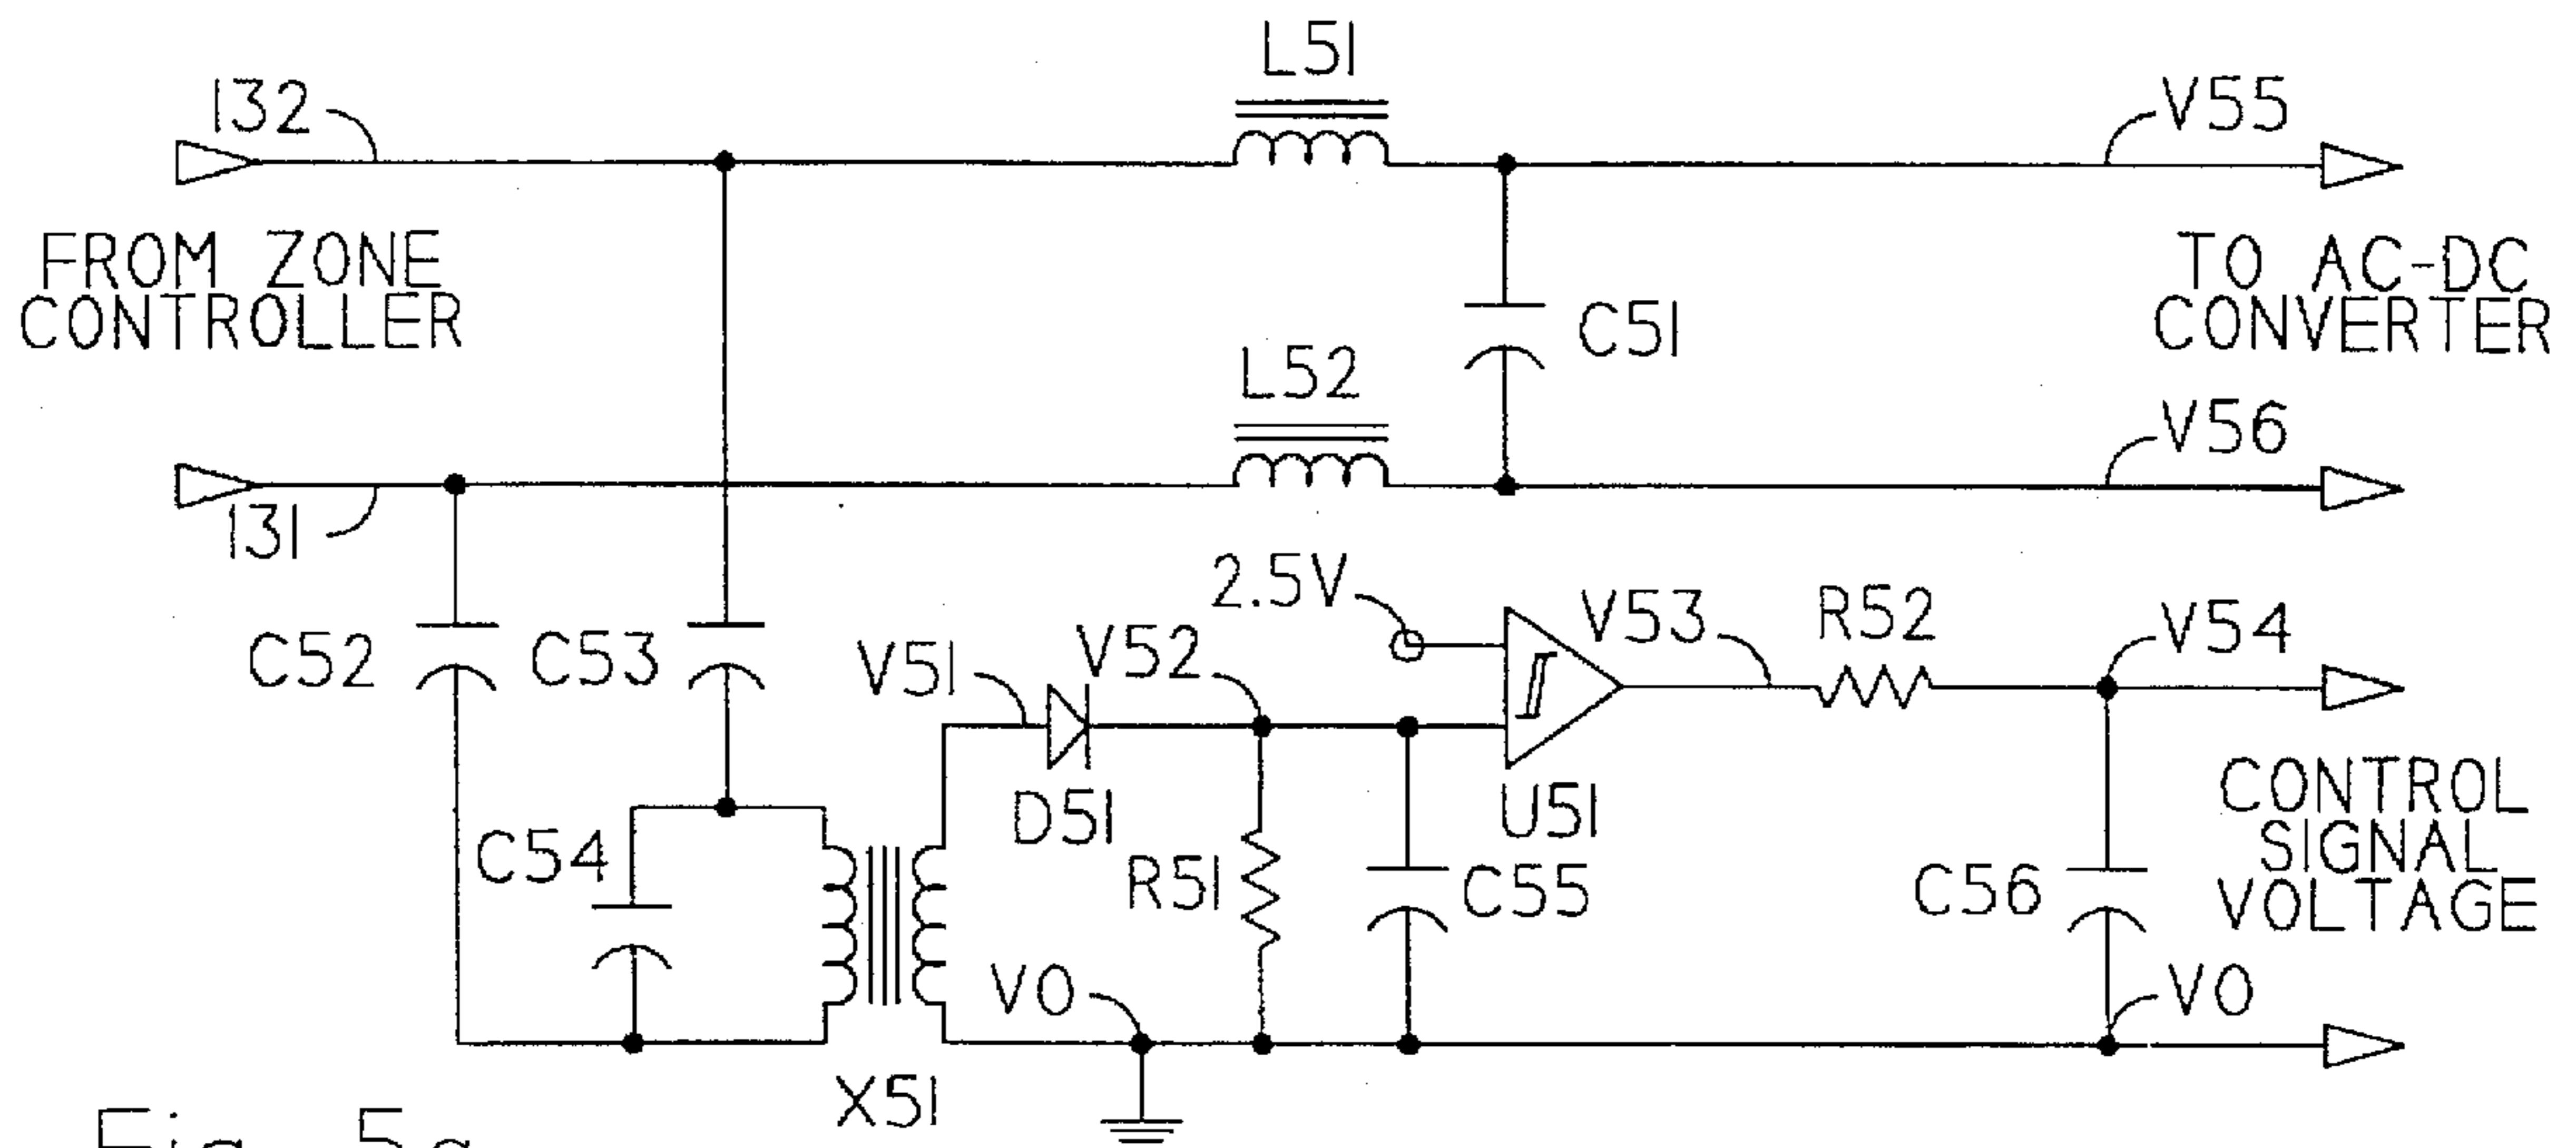 L51
132
V55
FROM ZONE
CONTROLLER
TO AC-DC
CONVERTER
C51
L52
V56
131
2.5V
V53
R52
V54
C52
C53
V51
V52
D51
U51
CONTROL
SIGNAL
VOLTAGE
C54
R51
C55
C56
V0
V0
X51